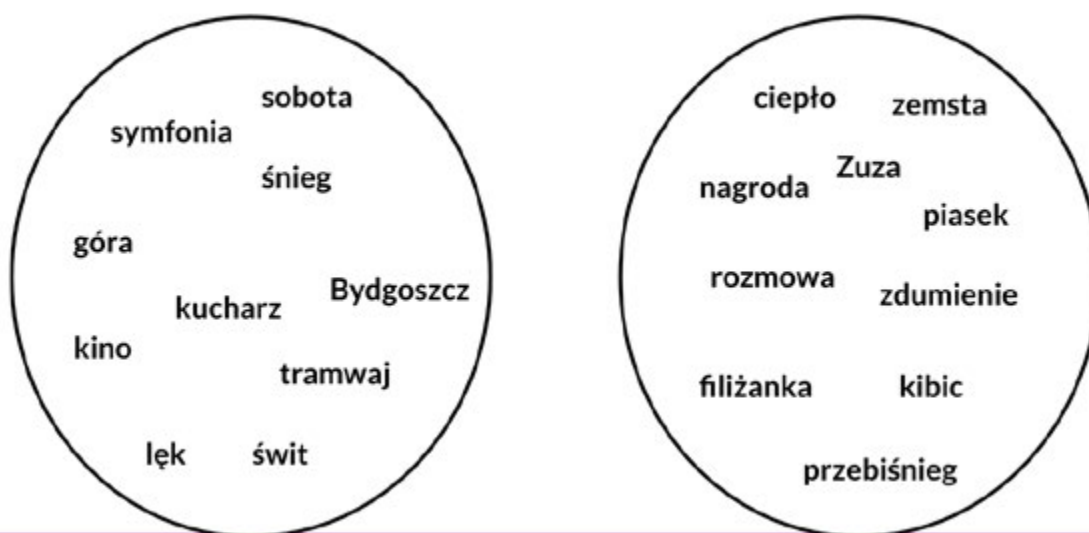 sobota
symfonia
śnieg
góra
Bydgoszcz
kucharz
kino
tramwaj
lęk świt
ciepło zemsta
Zuza
nagroda
piasek
rozmowa
zdumienie
filiżanka kibic
przebiśnieg